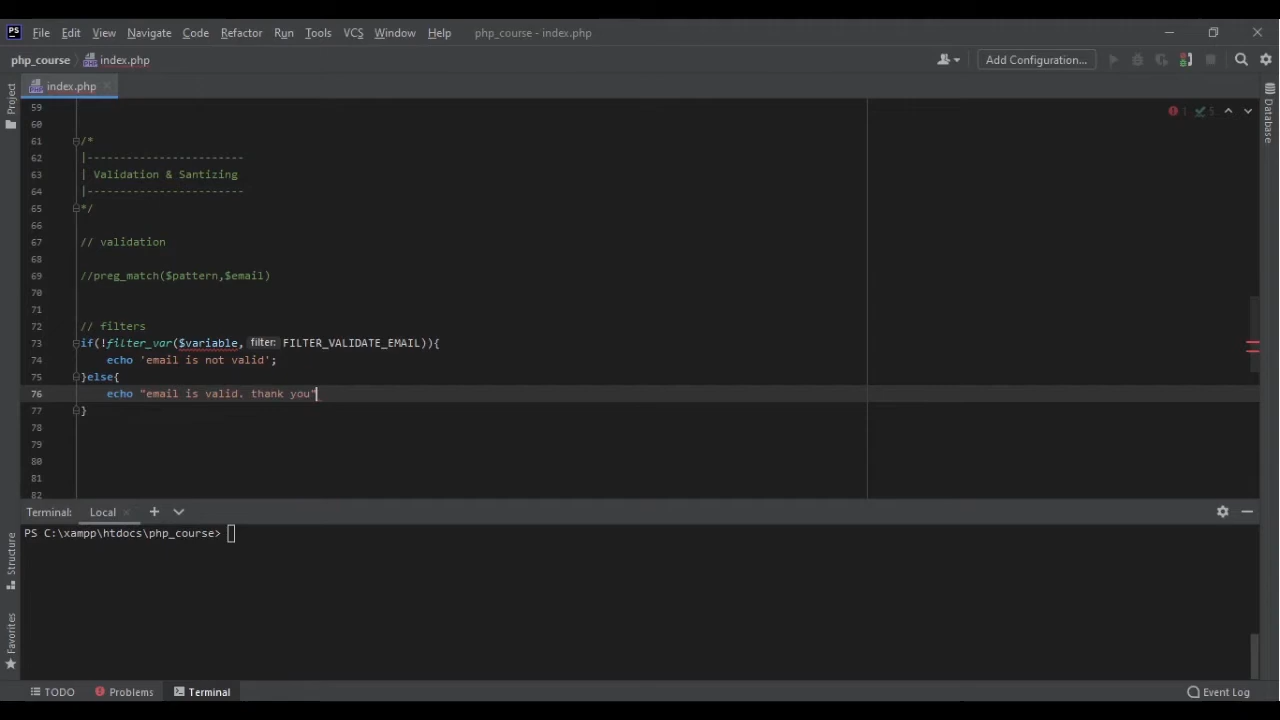 PS File Edit View Navigate Code Refactor Run Tools VCS Window Help php_course - index.php
php_course index.php Add Configuration...
Project index.php
59
60
61 /*
62 |------------------------
63 | Validation & Santizing
64 |------------------------
65 */
66
67 // validation
68
69 //preg_match($pattern,$email)
70
71
72 // filters
73 if(!filter_var($variable, filter: FILTER_VALIDATE_EMAIL)){
74 echo 'email is not valid';
75 }else{
76 echo "email is valid. thank you"
77 }
78
79
80
81
82
1 5
Database
Structure
Favorites
Terminal: Local
PS C:\xampp\htdocs\php_course>
TODO Problems Terminal Event Log